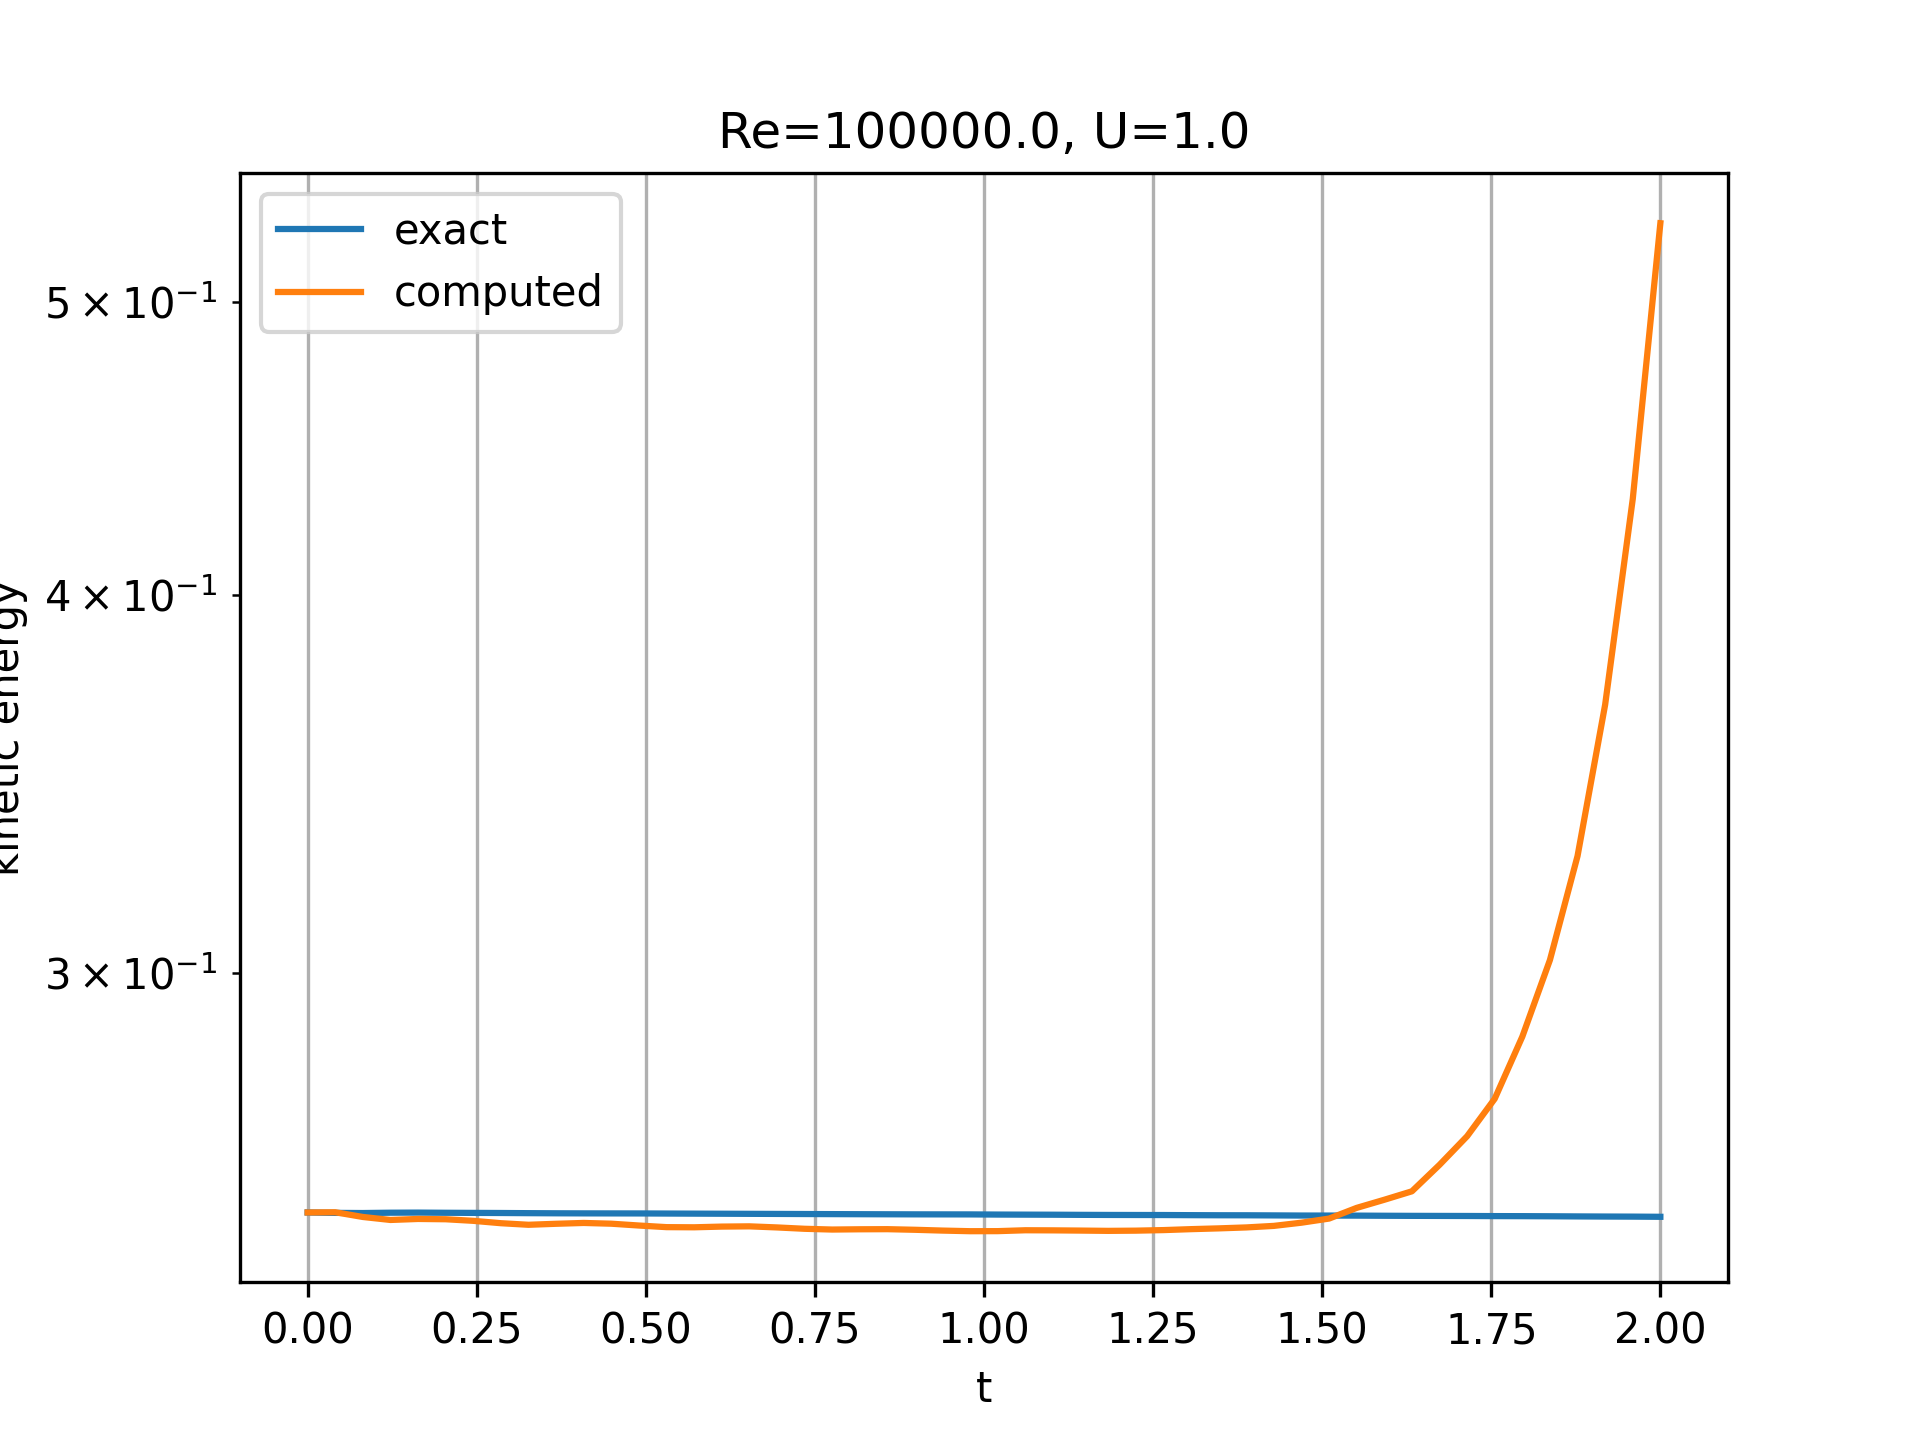 Re=100000.0, U=1.0
exact
computed
5 × 10⁻¹
4 × 10⁻¹
3 × 10⁻¹
kinetic energy
0.00 0.25 0.50 0.75 1.00 1.25 1.50 1.75 2.00
t